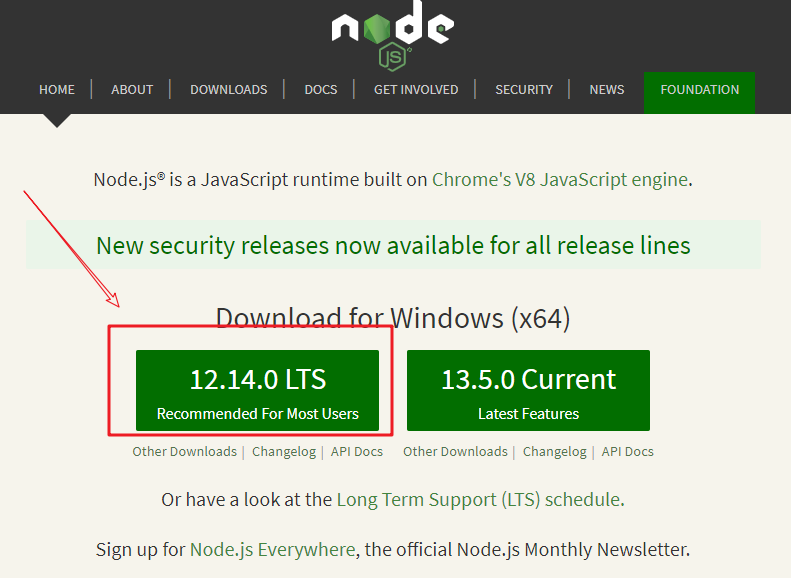 node
JS
HOME ABOUT DOWNLOADS DOCS GET INVOLVED SECURITY NEWS FOUNDATION
Node.js® is a JavaScript runtime built on Chrome's V8 JavaScript engine.
New security releases now available for all release lines
Download for Windows (x64)
12.14.0 LTS
Recommended For Most Users
13.5.0 Current
Latest Features
Other Downloads | Changelog | API Docs
Other Downloads | Changelog | API Docs
Or have a look at the Long Term Support (LTS) schedule.
Sign up for Node.js Everywhere, the official Node.js Monthly Newsletter.